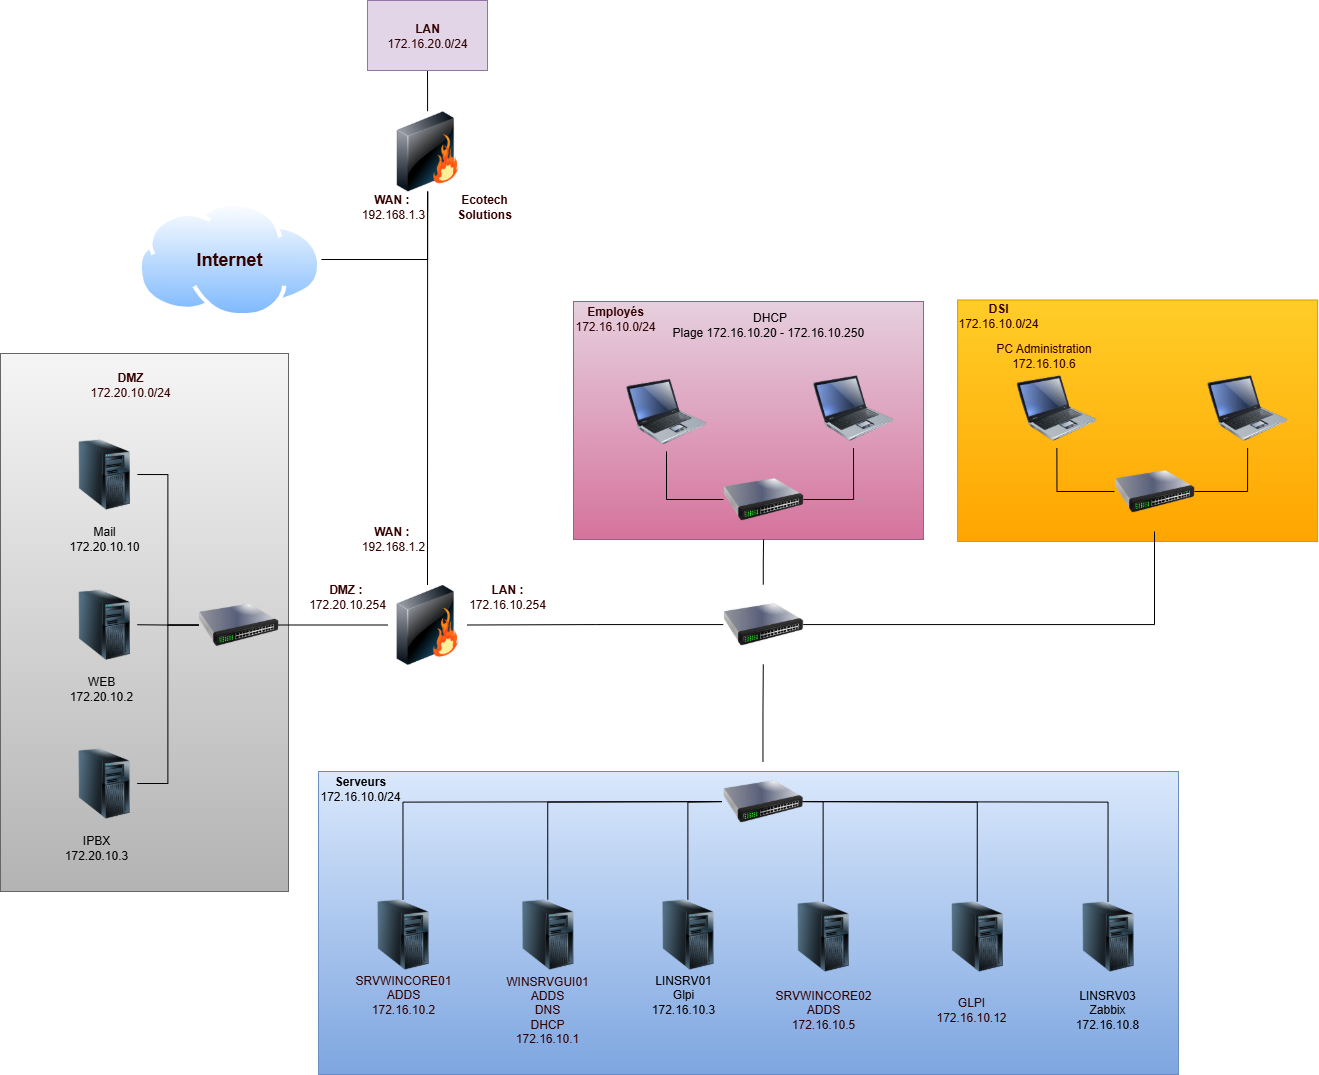 LAN
172.16.20.0/24
WAN :
192.168.1.3
Ecotech
Solutions
Internet
Employés
172.16.10.0/24
DHCP
Plage 172.16.10.20 - 172.16.10.250
DSI
172.16.10.0/24
PC Administration
172.16.10.6
DMZ
172.20.10.0/24
Mail
172.20.10.10
WEB
172.20.10.2
IPBX
172.20.10.3
WAN :
192.168.1.2
DMZ :
172.20.10.254
LAN :
172.16.10.254
Serveurs
172.16.10.0/24
SRVWINCORE01
ADDS
172.16.10.2
WINSRVGUI01
ADDS
DNS
DHCP
172.16.10.1
LINSRV01
Glpi
172.16.10.3
SRVWINCORE02
ADDS
172.16.10.5
GLPI
172.16.10.12
LINSRV03
Zabbix
172.16.10.8